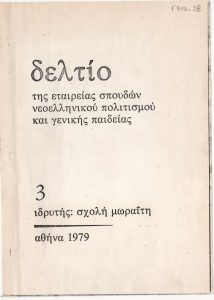 δελτίο
της εταιρείας σπουδών
νεοελληνικού πολιτισμού
και γενικής παιδείας
3
ιδρυτής: σχολή μωραΐτη
αθήνα 1979